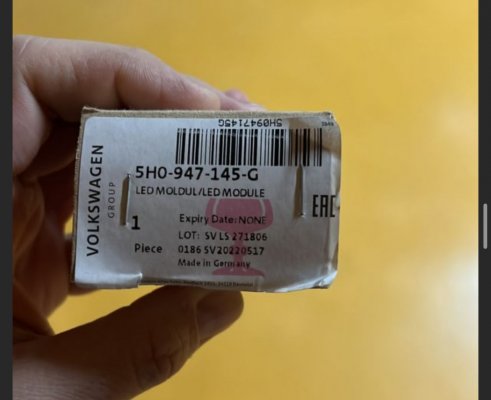 5H0947145G
VOLKSWAGEN
GROUP
5H0-947-145-G
LED MOLDUL/LED MODULE
EAC
1
Piece
Expiry Date: NONE
LOT: SV LS 271806
0186 SV20220517
Made in Germany